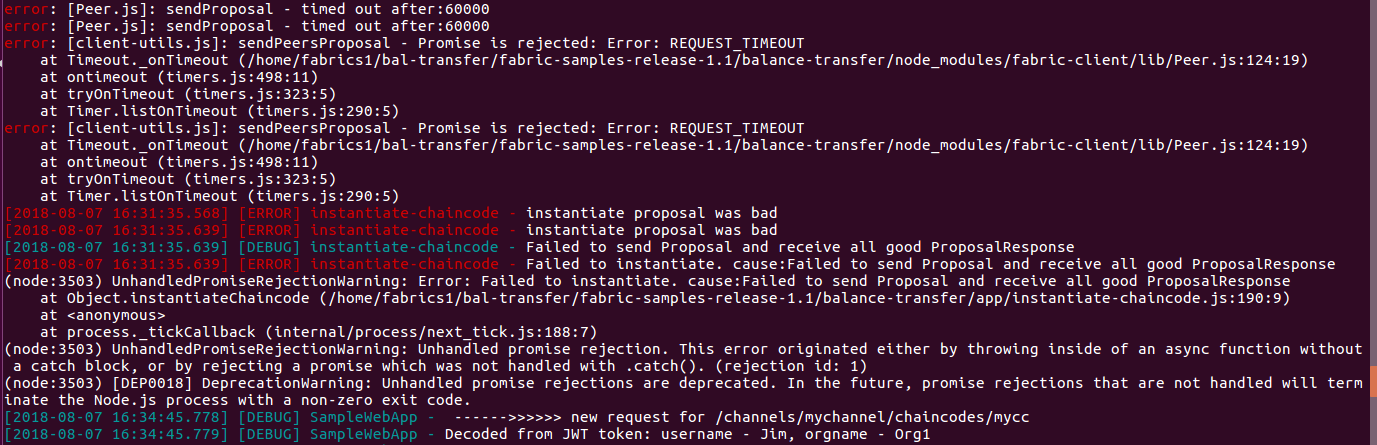 error: [Peer.js]: sendProposal - timed out after:60000
error: [Peer.js]: sendProposal - timed out after:60000
error: [client-utils.js]: sendPeersProposal - Promise is rejected: Error: REQUEST_TIMEOUT
    at Timeout._onTimeout (/home/fabrics1/bal-transfer/fabric-samples-release-1.1/balance-transfer/node_modules/fabric-client/lib/Peer.js:124:19)
    at ontimeout (timers.js:498:11)
    at tryOnTimeout (timers.js:323:5)
    at Timer.listOnTimeout (timers.js:290:5)
error: [client-utils.js]: sendPeersProposal - Promise is rejected: Error: REQUEST_TIMEOUT
    at Timeout._onTimeout (/home/fabrics1/bal-transfer/fabric-samples-release-1.1/balance-transfer/node_modules/fabric-client/lib/Peer.js:124:19)
    at ontimeout (timers.js:498:11)
    at tryOnTimeout (timers.js:323:5)
    at Timer.listOnTimeout (timers.js:290:5)
[2018-08-07 16:31:35.568] [ERROR] instantiate-chaincode - instantiate proposal was bad
[2018-08-07 16:31:35.639] [ERROR] instantiate-chaincode - instantiate proposal was bad
[2018-08-07 16:31:35.639] [DEBUG] instantiate-chaincode - Failed to send Proposal and receive all good ProposalResponse
[2018-08-07 16:31:35.639] [ERROR] instantiate-chaincode - Failed to instantiate. cause:Failed to send Proposal and receive all good ProposalResponse
(node:3503) UnhandledPromiseRejectionWarning: Error: Failed to instantiate. cause:Failed to send Proposal and receive all good ProposalResponse
    at Object.instantiateChaincode (/home/fabrics1/bal-transfer/fabric-samples-release-1.1/balance-transfer/app/instantiate-chaincode.js:190:9)
    at <anonymous>
    at process._tickCallback (internal/process/next_tick.js:188:7)
(node:3503) UnhandledPromiseRejectionWarning: Unhandled promise rejection. This error originated either by throwing inside of an async function without
 a catch block, or by rejecting a promise which was not handled with .catch(). (rejection id: 1)
(node:3503) [DEP0018] DeprecationWarning: Unhandled promise rejections are deprecated. In the future, promise rejections that are not handled will term
inate the Node.js process with a non-zero exit code.
[2018-08-07 16:34:45.778] [DEBUG] SampleWebApp -  ------>>>>>> new request for /channels/mychannel/chaincodes/mycc
[2018-08-07 16:34:45.779] [DEBUG] SampleWebApp - Decoded from JWT token: username - Jim, orgname - Org1